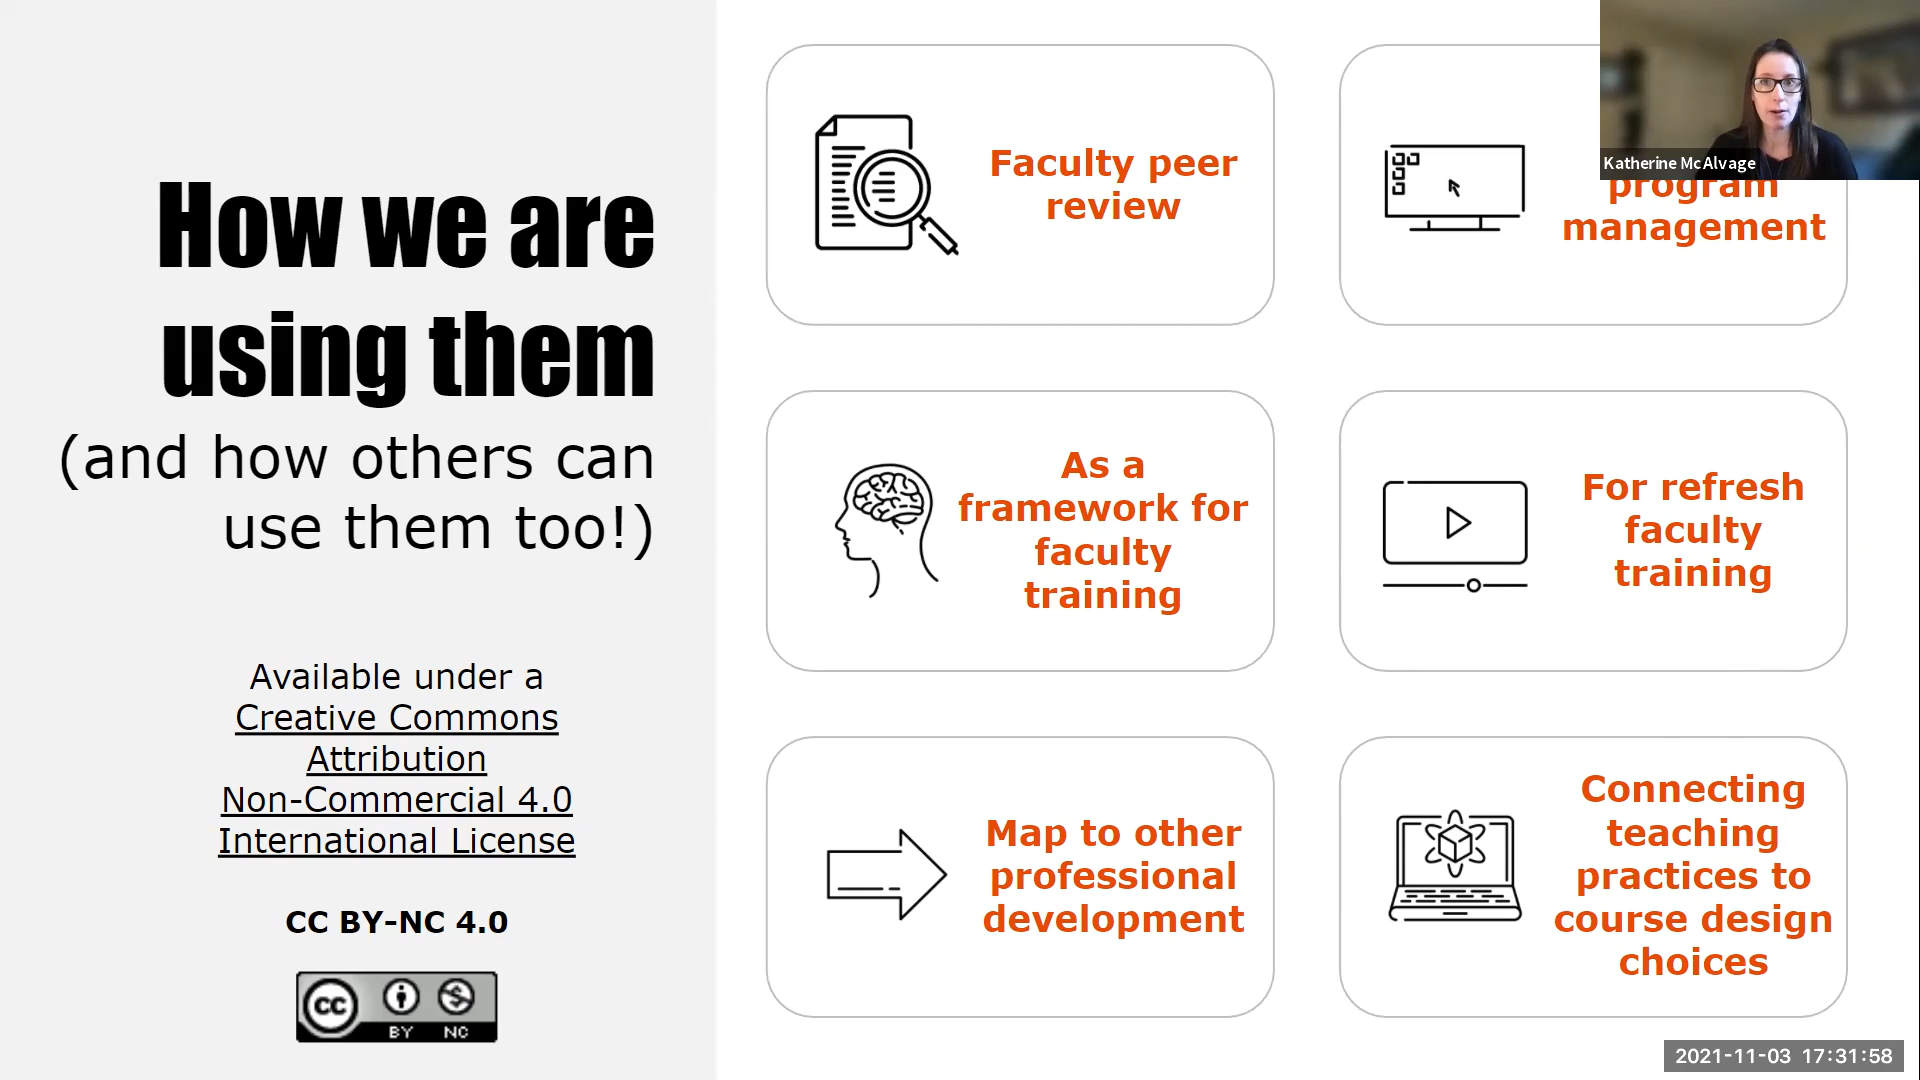 How we are
using them
(and how others can
use them too!)
Available under a
Creative Commons
Attribution
Non-Commercial 4.0
International License
CC BY-NC 4.0
cc
BY NC
Faculty peer
review
program
management
As a
framework for
faculty
training
For refresh
faculty
training
Map to other
professional
development
Connecting
teaching
practices to
course design
choices
Katherine McAlvage
2021-11-03 17:31:58